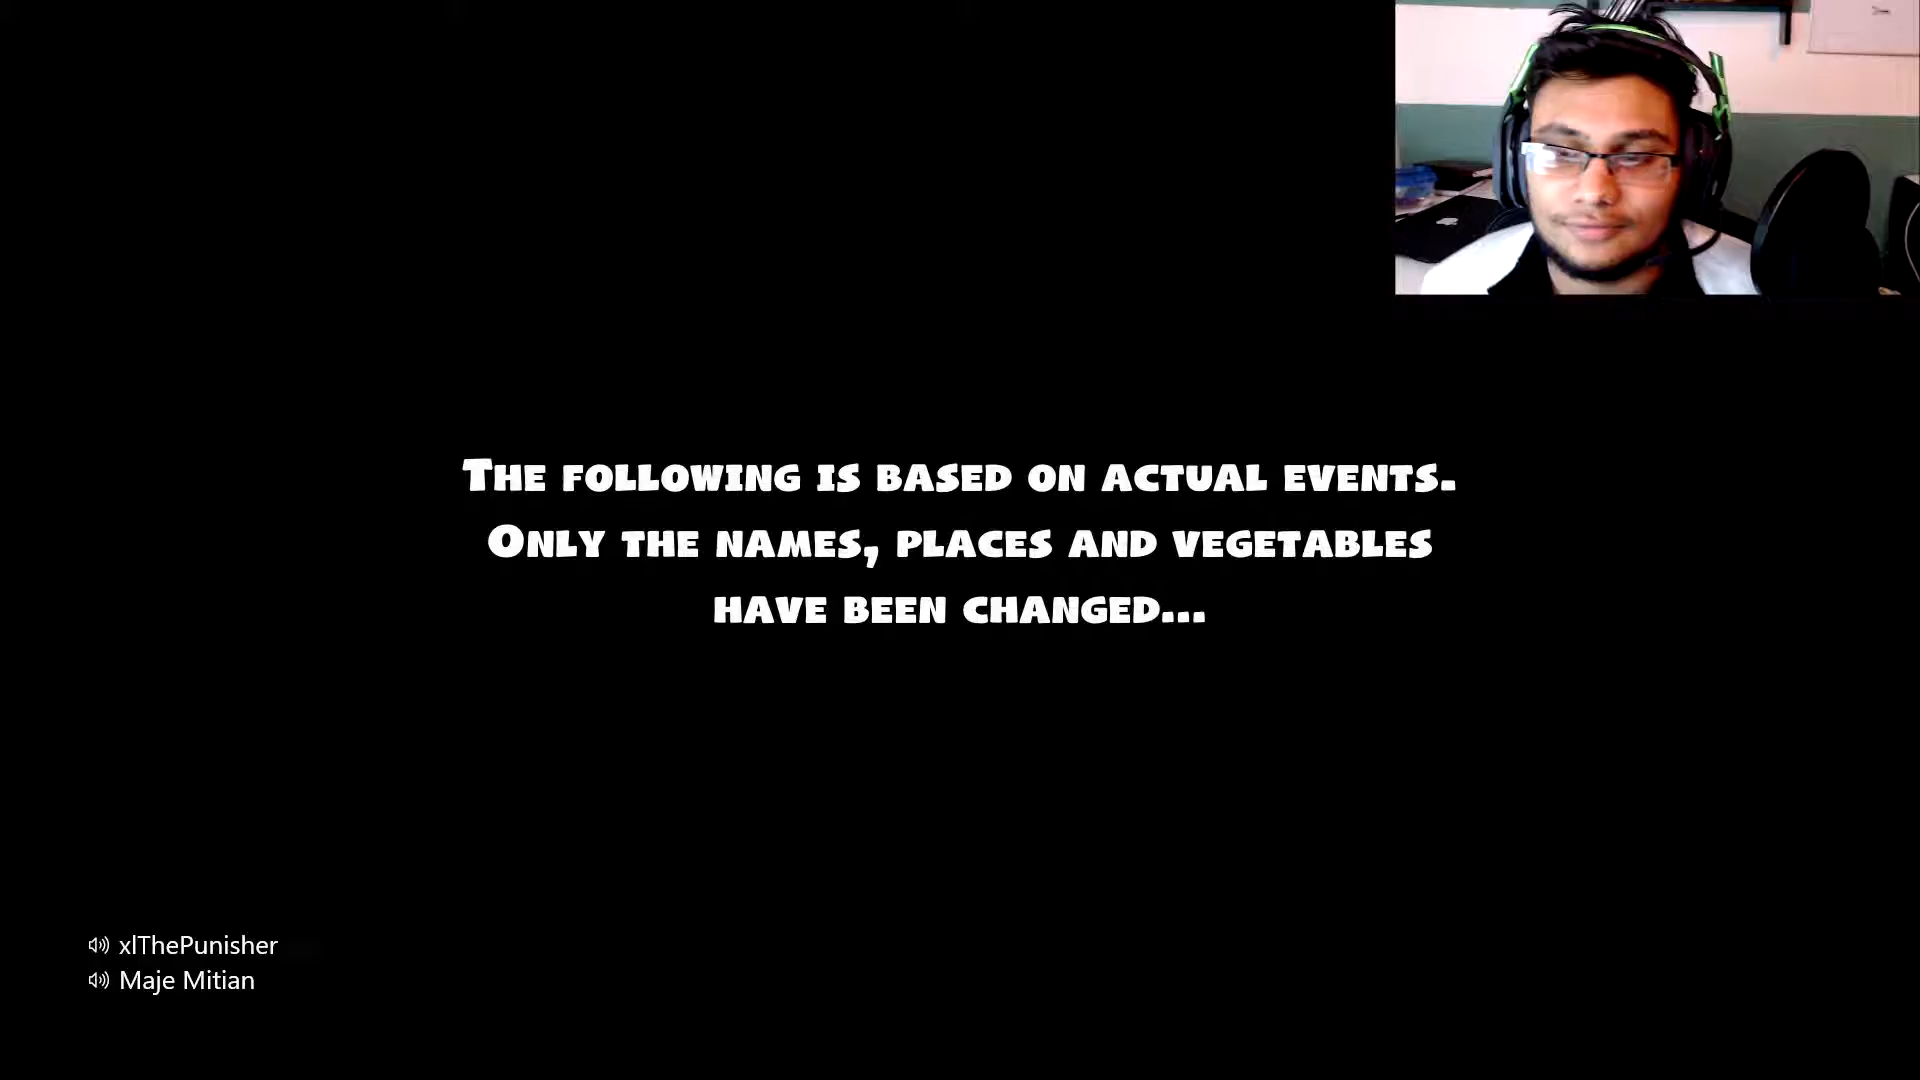 The following is based on actual events.
Only the names, places and vegetables
have been changed...
xlThePunisher
Maje Mitian